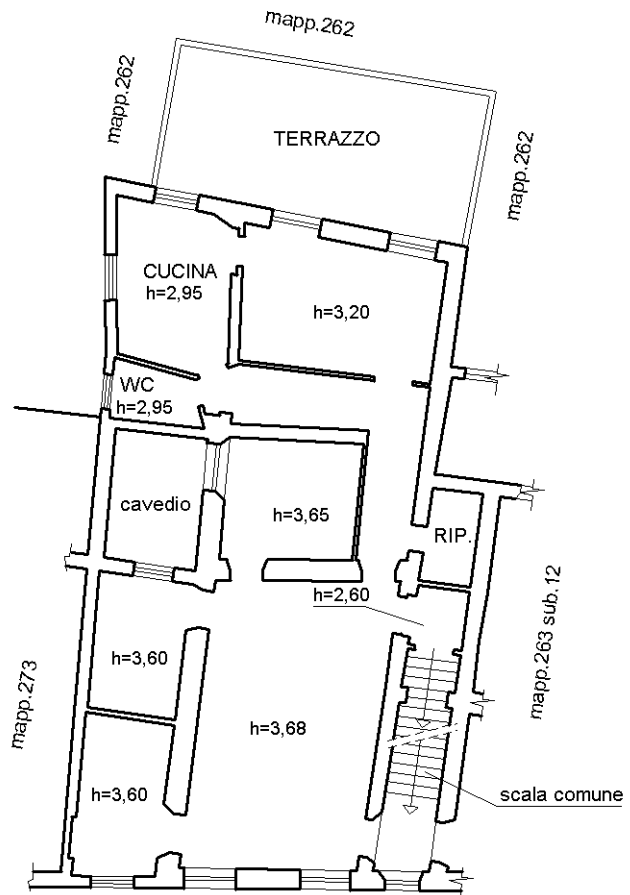 mapp.262
mapp.262
mapp.262
TERRAZZO
CUCINA
h=2,95
h=3,20
WC
h=2,95
cavedio
h=3,65
RIP.
h=2,60
mapp.263 sub.12
h=3,60
mapp.273
h=3,68
h=3,60
scala comune